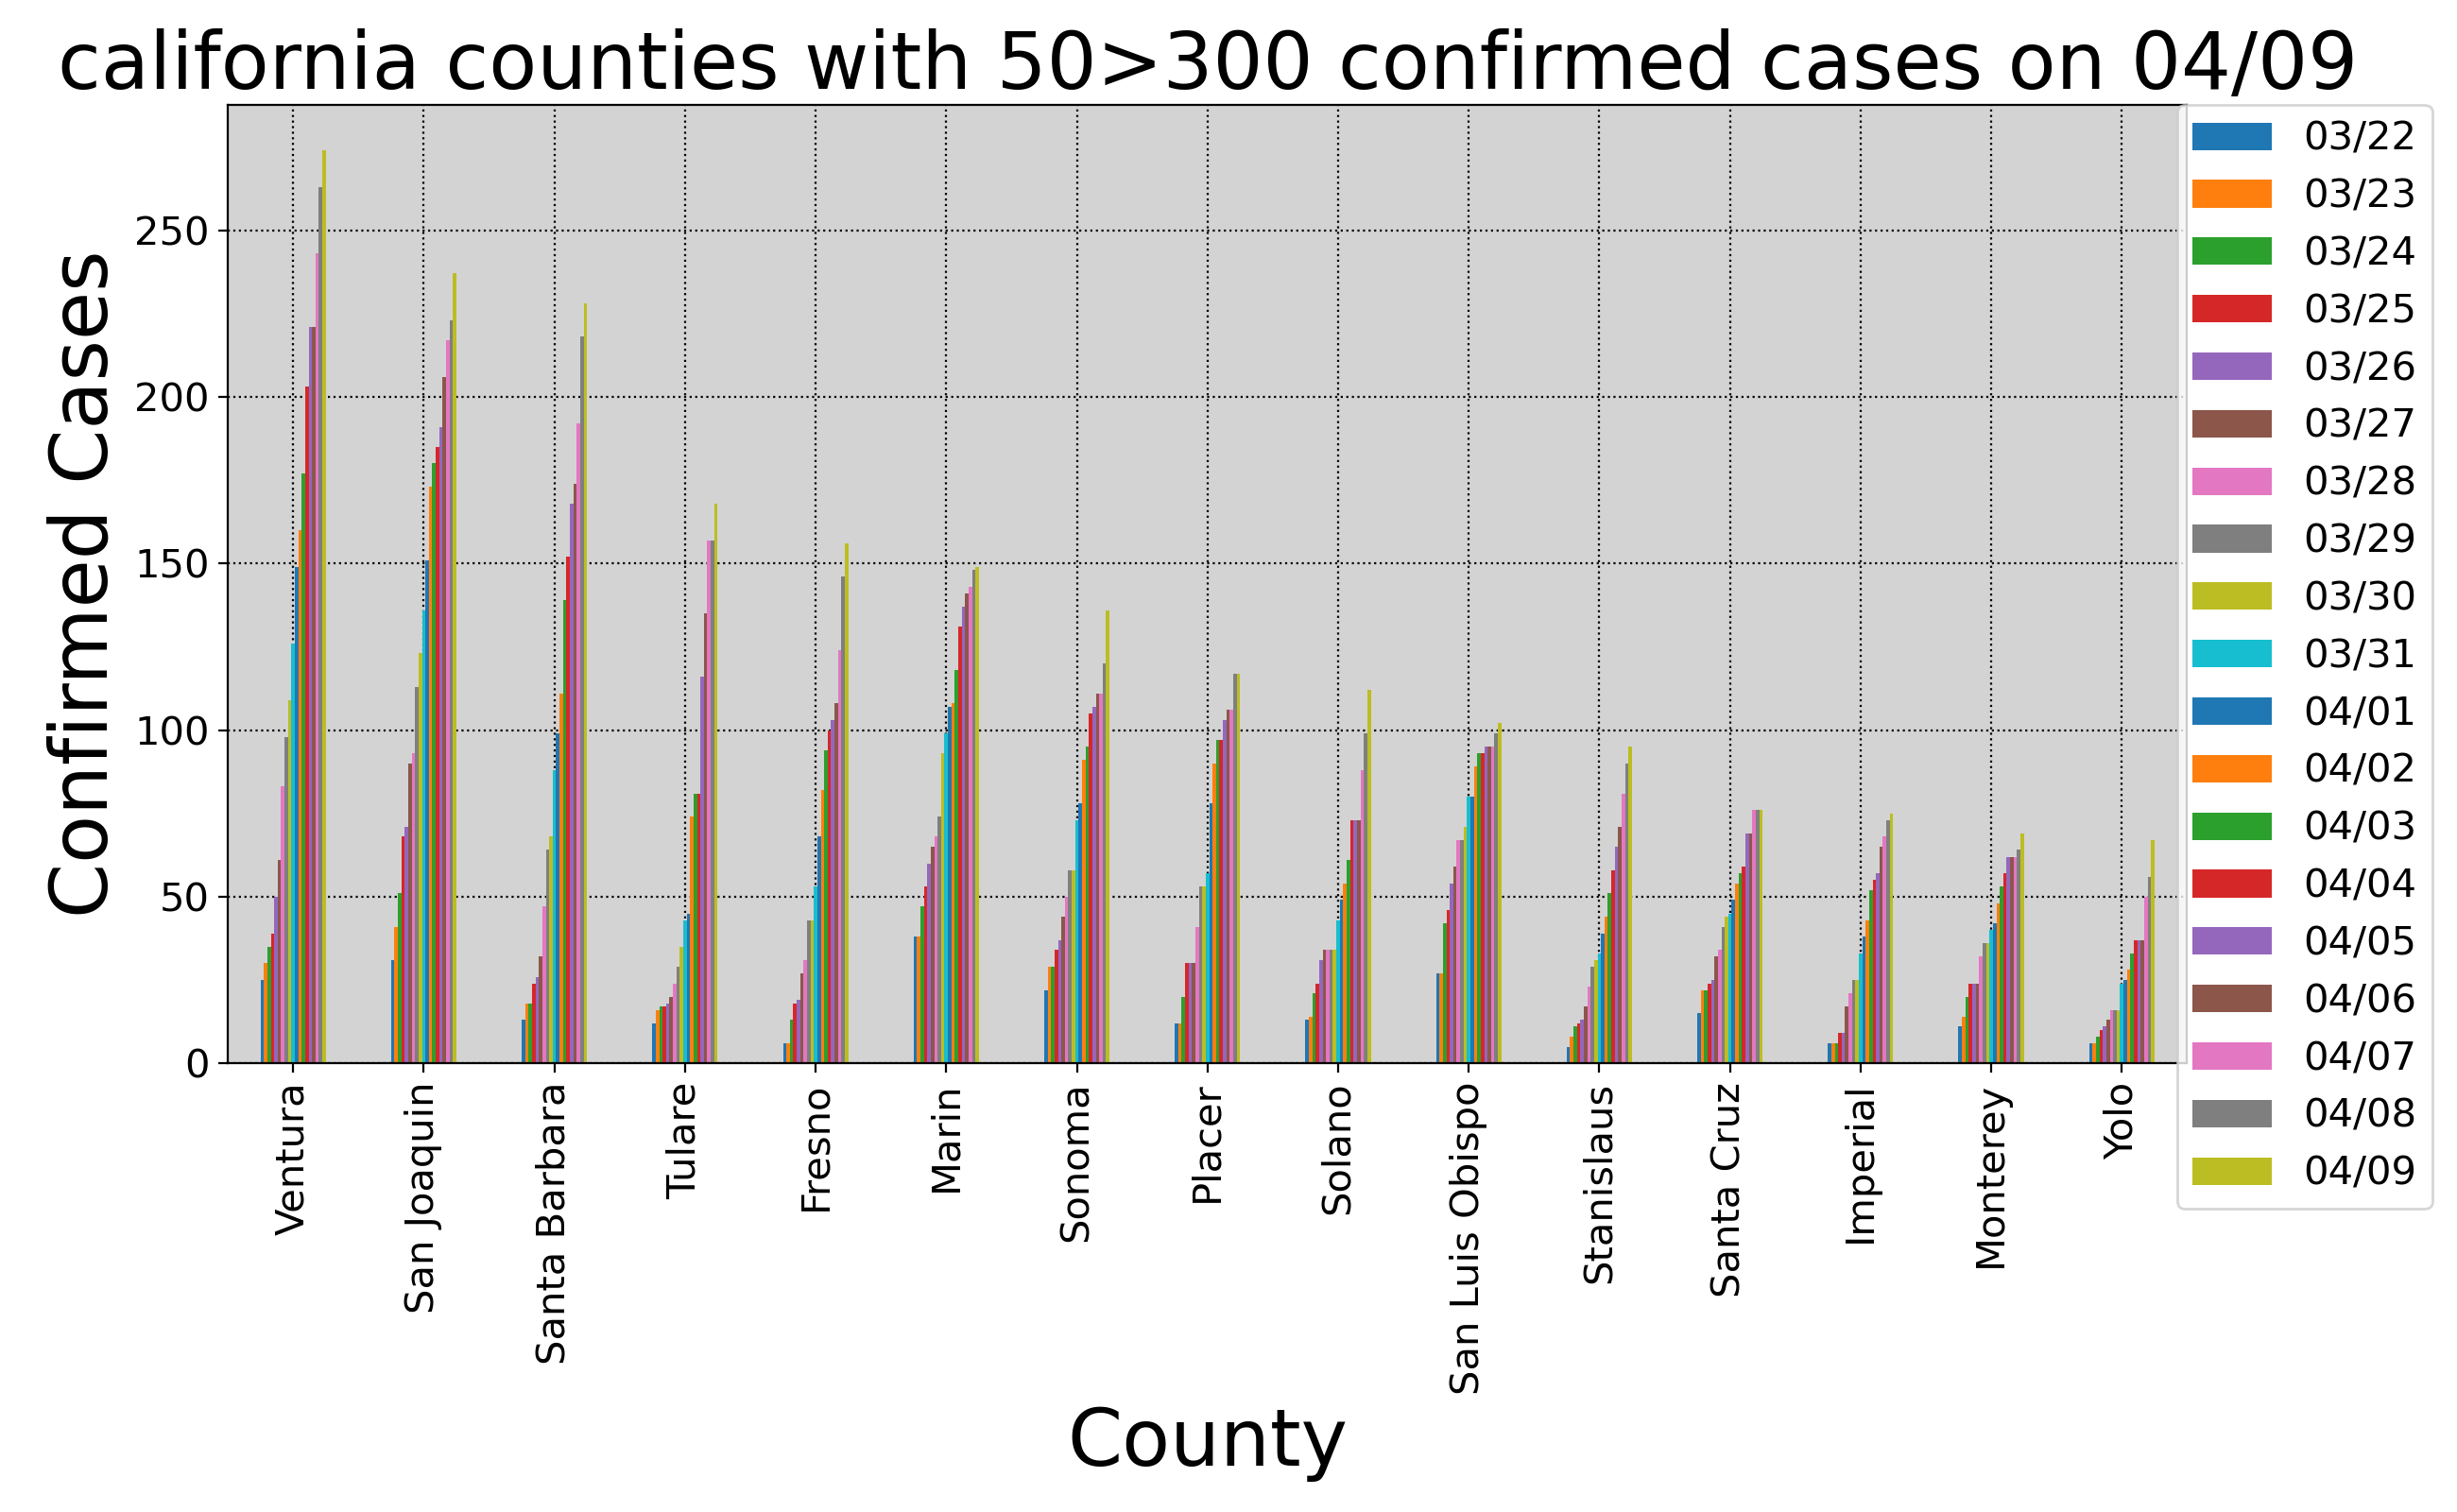 california counties with 50>300 confirmed cases on 04/09
Confirmed Cases
250
200
150
100
50
0
Ventura
San Joaquin
Santa Barbara
Tulare
Fresno
Marin
Sonoma
Placer
Solano
San Luis Obispo
Stanislaus
Santa Cruz
Imperial
Monterey
Yolo
County
03/22
03/23
03/24
03/25
03/26
03/27
03/28
03/29
03/30
03/31
04/01
04/02
04/03
04/04
04/05
04/06
04/07
04/08
04/09